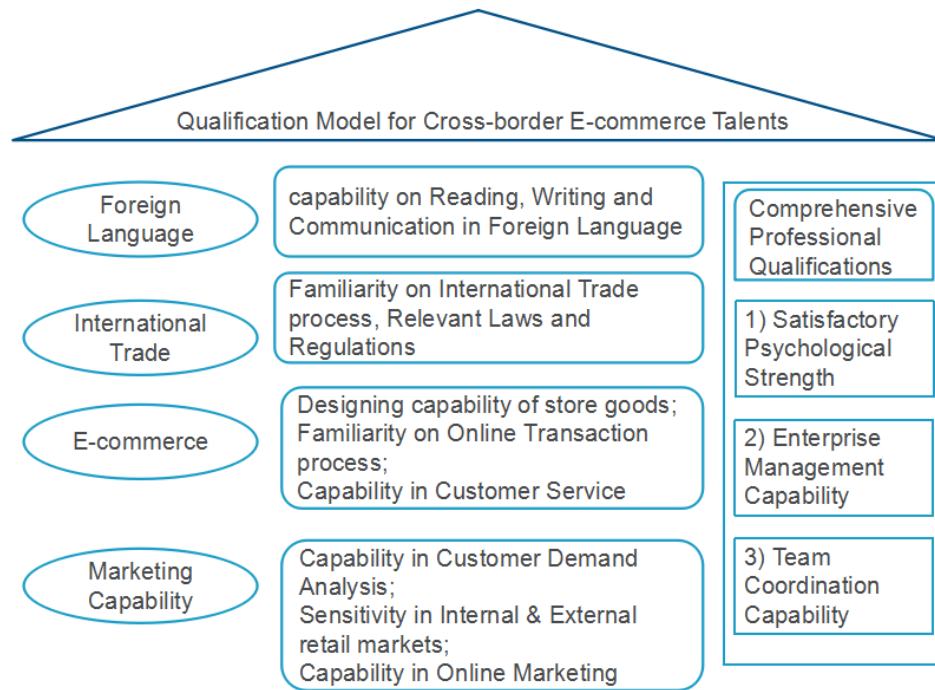 Qualification Model for Cross-border E-commerce Talents
Foreign
Language
capability on Reading, Writing and
Communication in Foreign Language
International
Trade
Familiarity on International Trade
process, Relevant Laws and
Regulations
E-commerce
Designing capability of store goods;
Familiarity on Online Transaction
process;
Capability in Customer Service
Marketing
Capability
Capability in Customer Demand
Analysis;
Sensitivity in Internal & External
retail markets;
Capability in Online Marketing
Comprehensive
Professional
Qualifications
1) Satisfactory
Psychological
Strength
2) Enterprise
Management
Capability
3) Team
Coordination
Capability